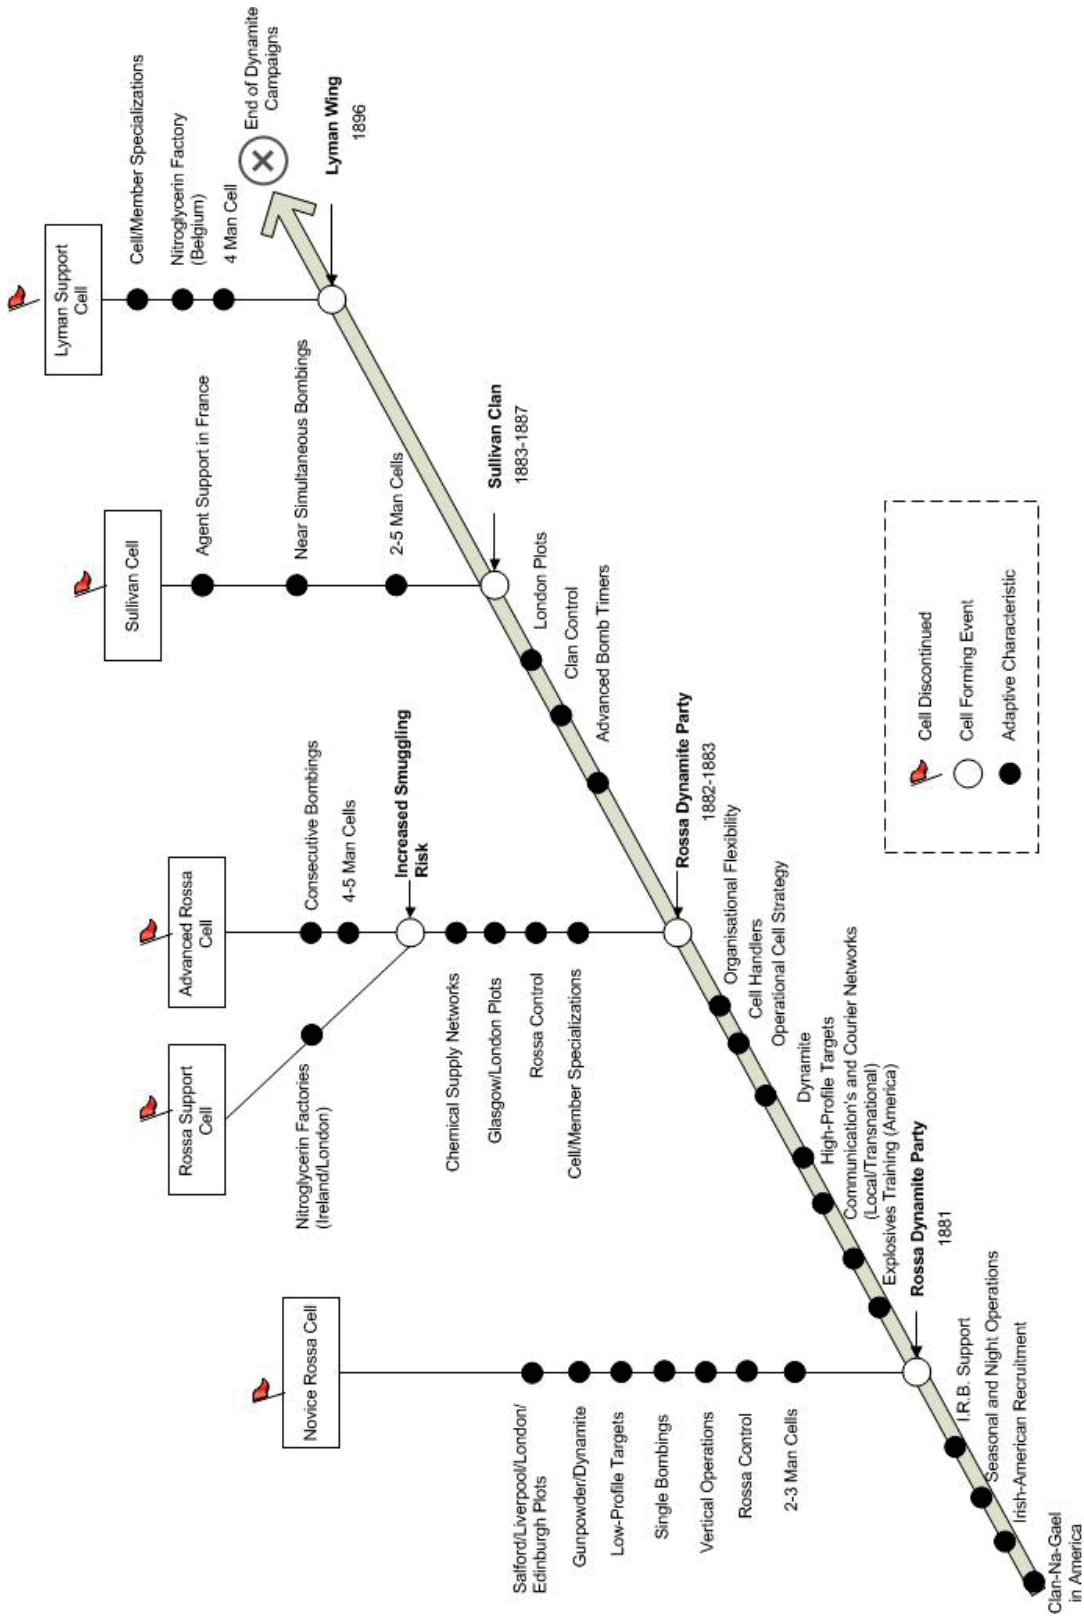 Lyman Support
Cell
Cell/Member Specializations
Nitroglycerin Factory
(Belgium)
4 Man Cell
End of Dynamite
Campaigns
Lyman Wing
1896
Sullivan Cell
Agent Support in France
Near Simultaneous Bombings
2-5 Man Cells
Sullivan Clan
1883-1887
London Plots
Clan Control
Advanced Bomb Timers
Advanced Rossa
Cell
Consecutive Bombings
4-5 Man Cells
Increased Smuggling
Risk
Rossa Support
Cell
Nitroglycerin Factories
(Ireland/London)
Chemical Supply Networks
Glasgow/London Plots
Rossa Control
Cell/Member Specializations
Rossa Dynamite Party
1882-1883
Organisational Flexibility
Cell Handlers
Operational Cell Strategy
Dynamite
High-Profile Targets
Communication's and Courier Networks
(Local/Transnational)
Explosives Training (America)
Novice Rossa Cell
Salford/Liverpool/London/
Edinburgh Plots
Gunpowder/Dynamite
Low-Profile Targets
Single Bombings
Vertical Operations
Rossa Control
2-3 Man Cells
Rossa Dynamite Party
1881
I.R.B. Support
Seasonal and Night Operations
Irish-American Recruitment
Clan-Na-Gael
in America
Cell Discontinued
Cell Forming Event
Adaptive Characteristic